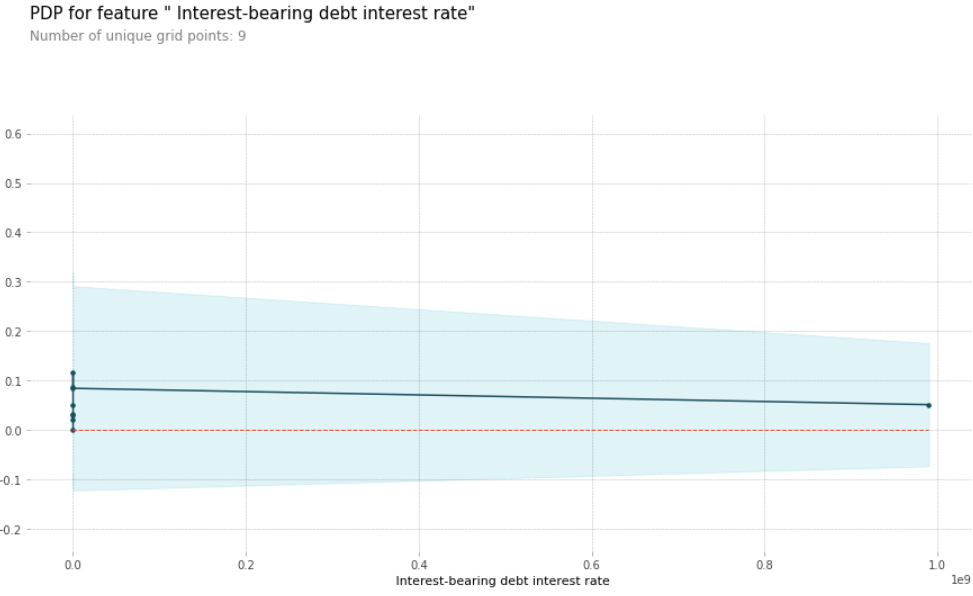 PDP for feature " Interest-bearing debt interest rate"
Number of unique grid points: 9
0.6
0.5
0.4
0.3
0.2
0.1
0.0
-0.1
-0.2
0.0 0.2 0.4 0.6 0.8 1.0
Interest-bearing debt interest rate 1e9